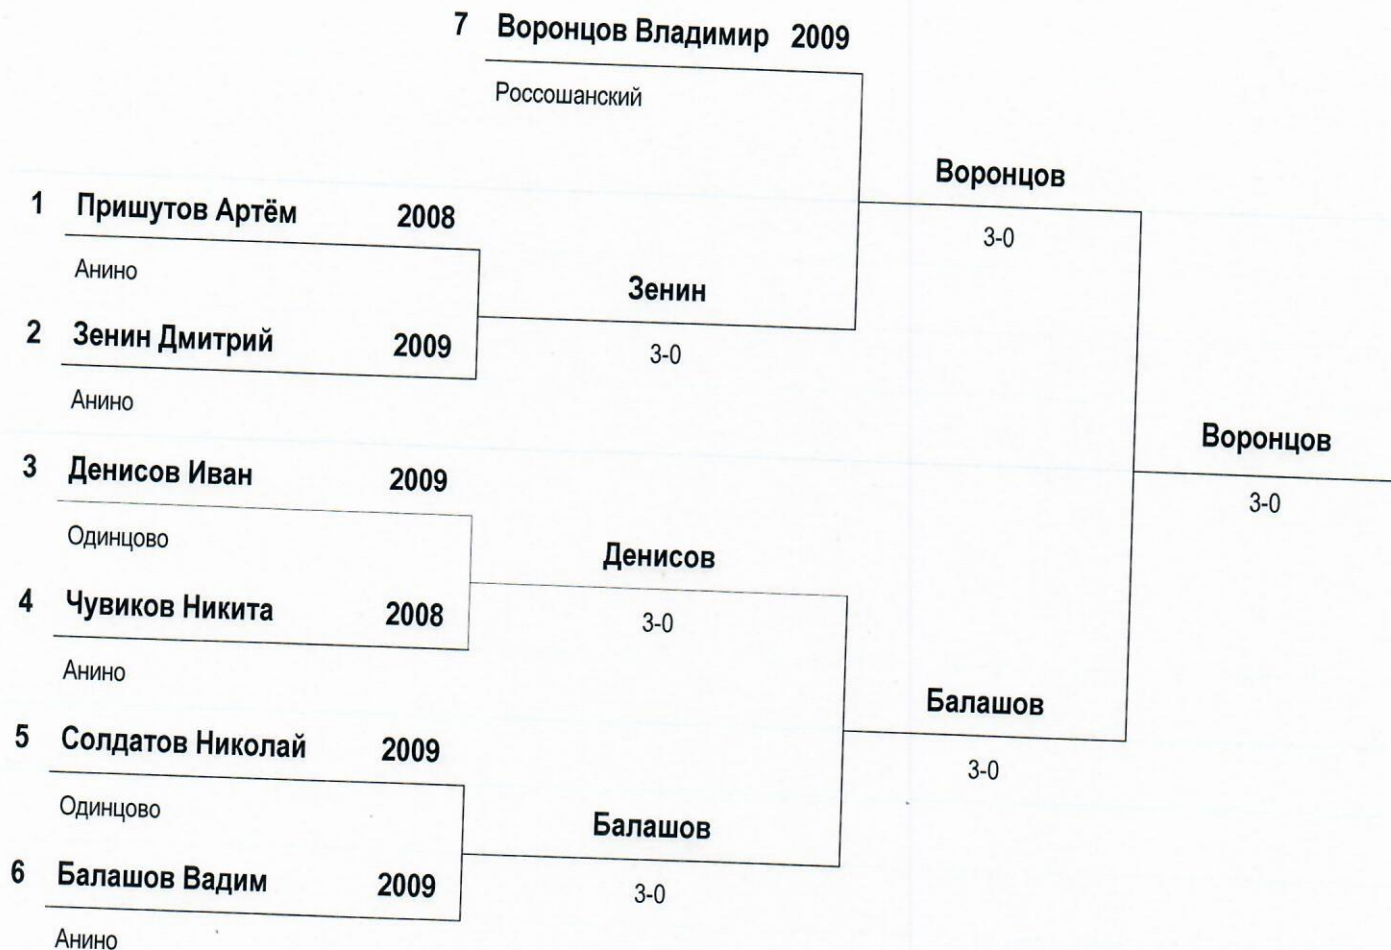 7 Воронцов Владимир 2009
Россошанский
Воронцов
3-0
1 Пришутов Артём 2008
Анино
Зенин
3-0
2 Зенин Дмитрий 2009
Анино
Воронцов
3-0
3 Денисов Иван 2009
Одинцово
Денисов
3-0
4 Чувиков Никита 2008
Анино
Балашов
3-0
5 Солдатов Николай 2009
Одинцово
Балашов
3-0
6 Балашов Вадим 2009
Анино